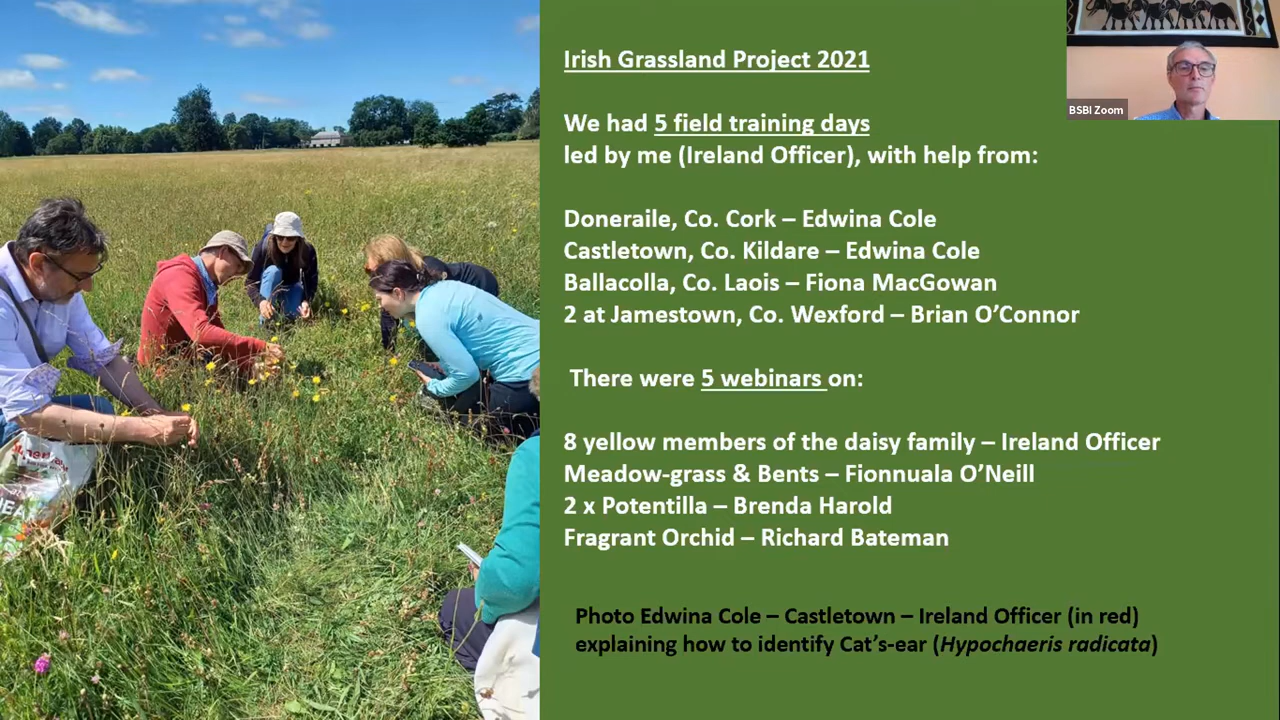 Irish Grassland Project 2021
We had 5 field training days
led by me (Ireland Officer), with help from:
Doneraile, Co. Cork – Edwina Cole
Castletown, Co. Kildare – Edwina Cole
Ballacolla, Co. Laois – Fiona MacGowan
2 at Jamestown, Co. Wexford – Brian O’Connor
There were 5 webinars on:
8 yellow members of the daisy family – Ireland Officer
Meadow-grass & Bents – Fionnuala O’Neill
2 x Potentilla – Brenda Harold
Fragrant Orchid – Richard Bateman
Photo Edwina Cole – Castletown – Ireland Officer (in red)
explaining how to identify Cat’s-ear (Hypochaeris radicata)
BSBI Zoom